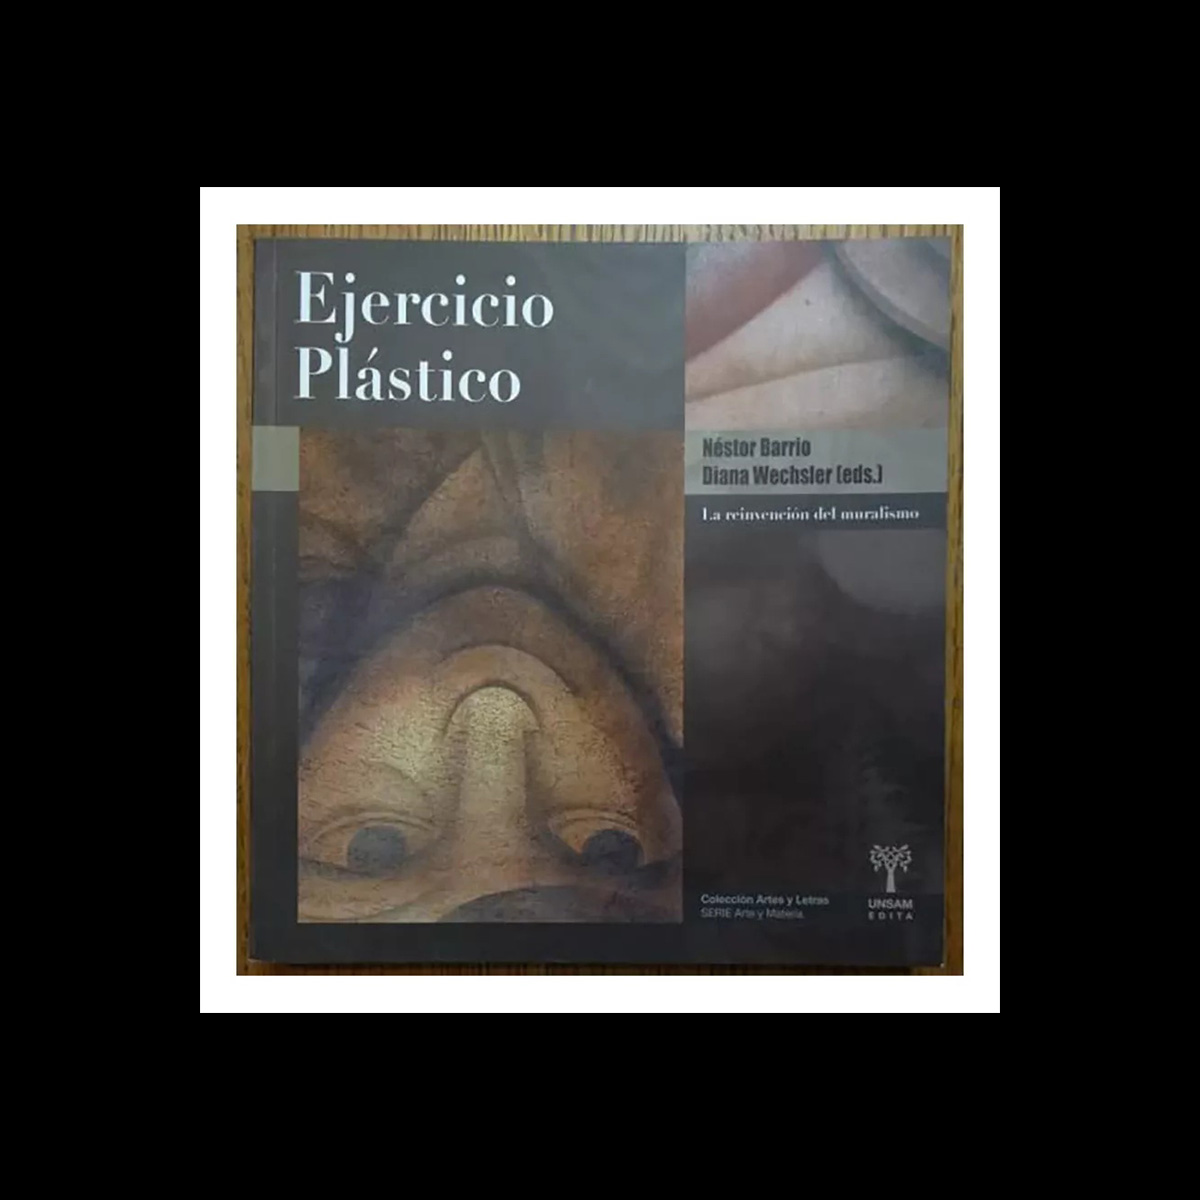 Ejercicio
Plástico
Néstor Barrio
Diana Wechsler (eds.)
La reinvención del muralismo
Colección Artes y Letras
SERIE Arte y Materia
UNSAM
EDITA